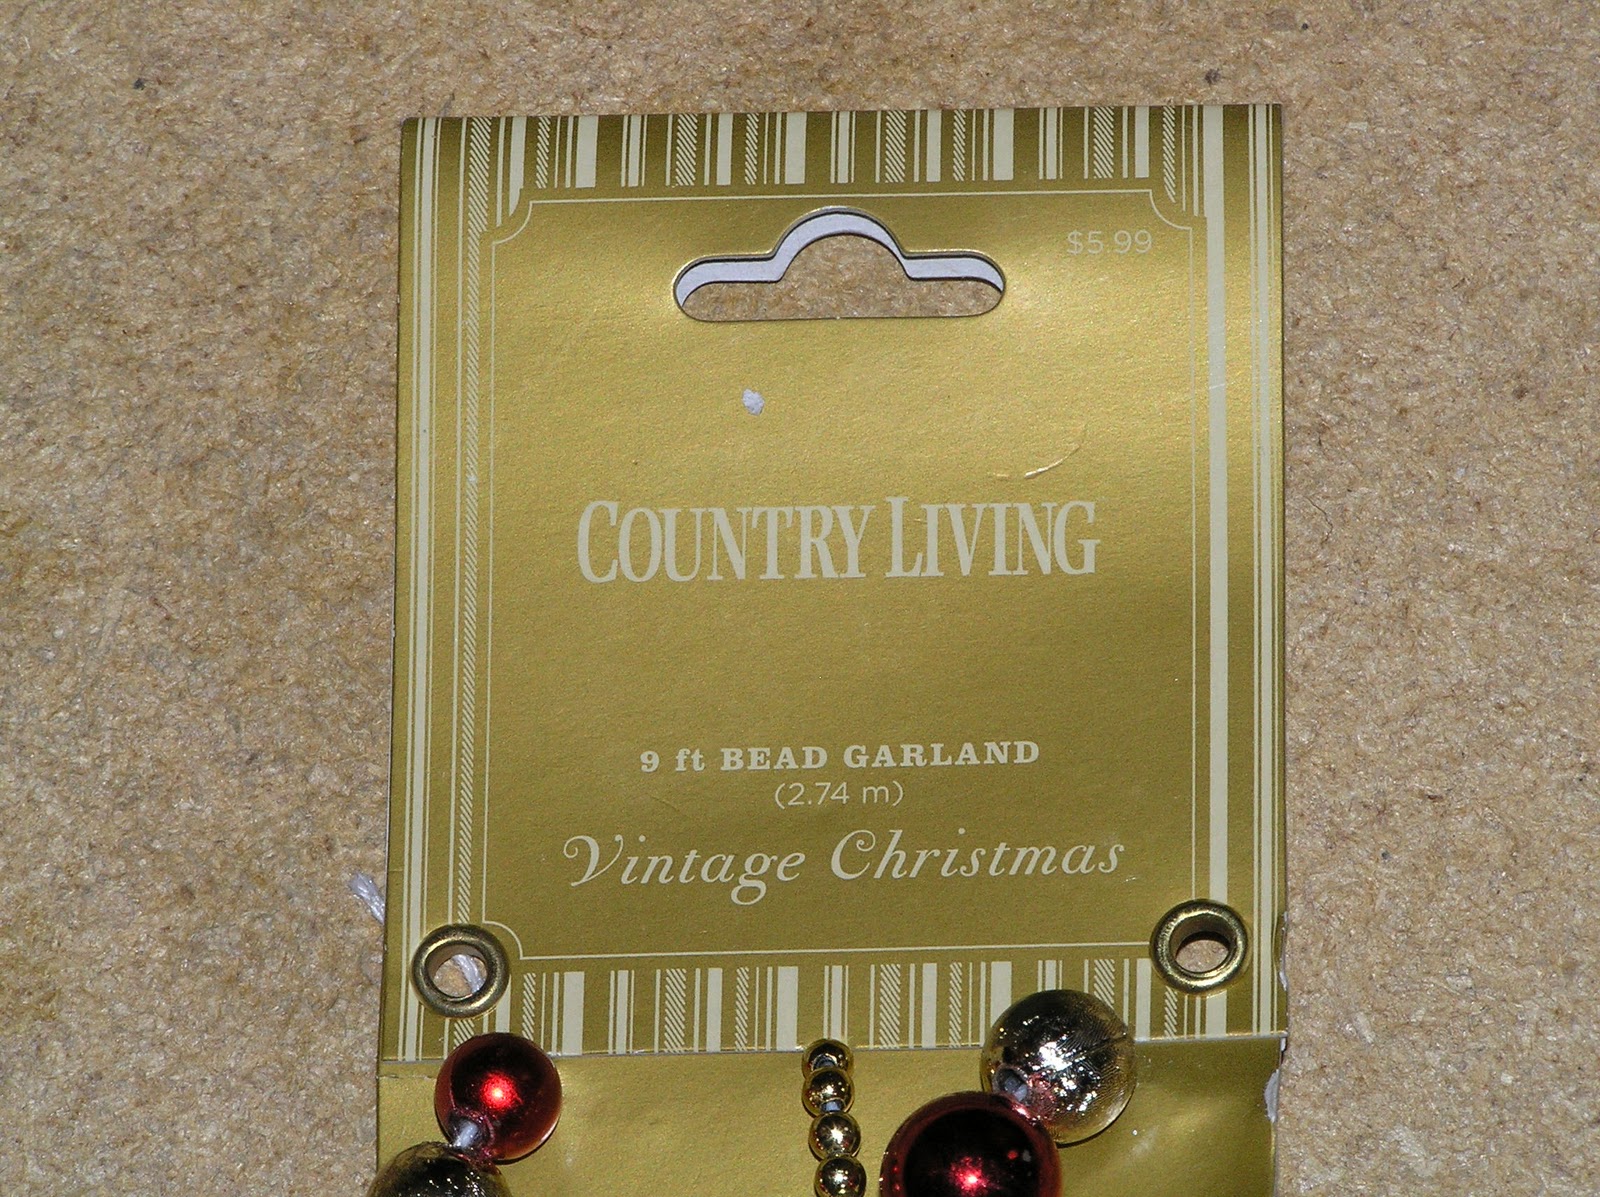 $5.99
COUNTRY LIVING
9 ft BEAD GARLAND
(2.74 m)
Vintage Christmas